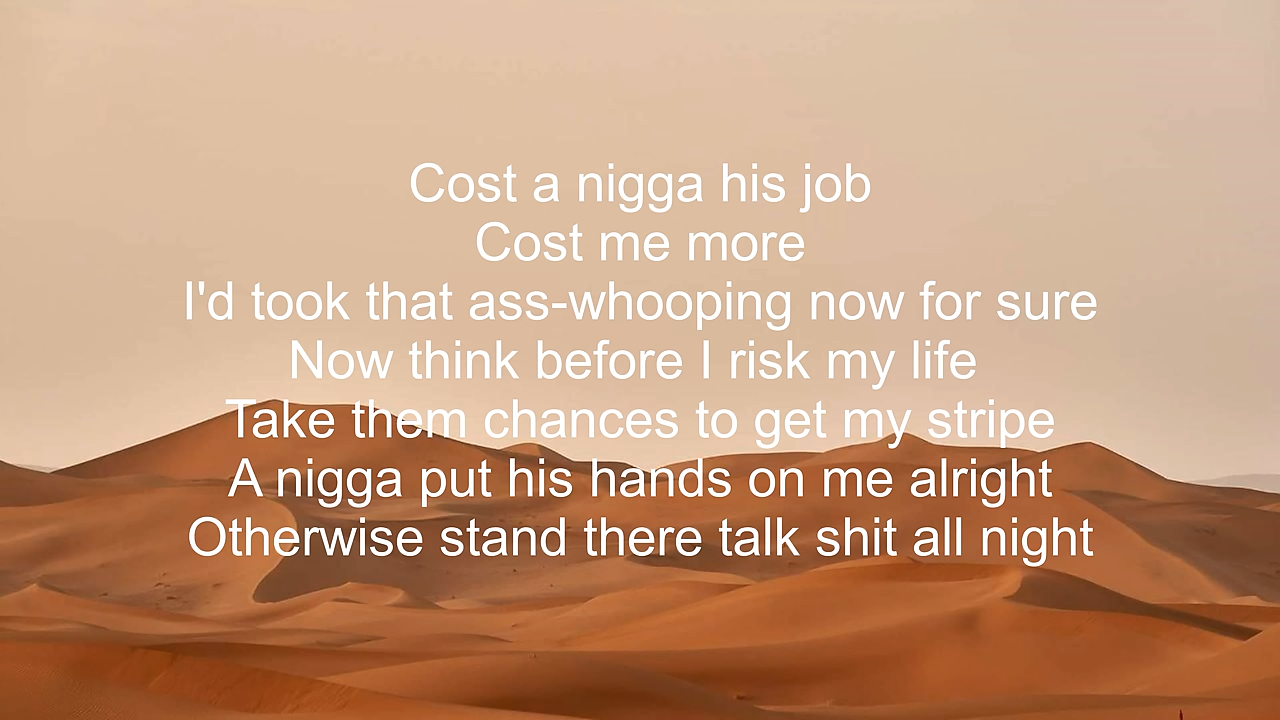 Cost a nigga his job
Cost me more
I'd took that ass-whooping now for sure
Now think before I risk my life
Take them chances to get my stripe
A nigga put his hands on me alright
Otherwise stand there talk shit all night